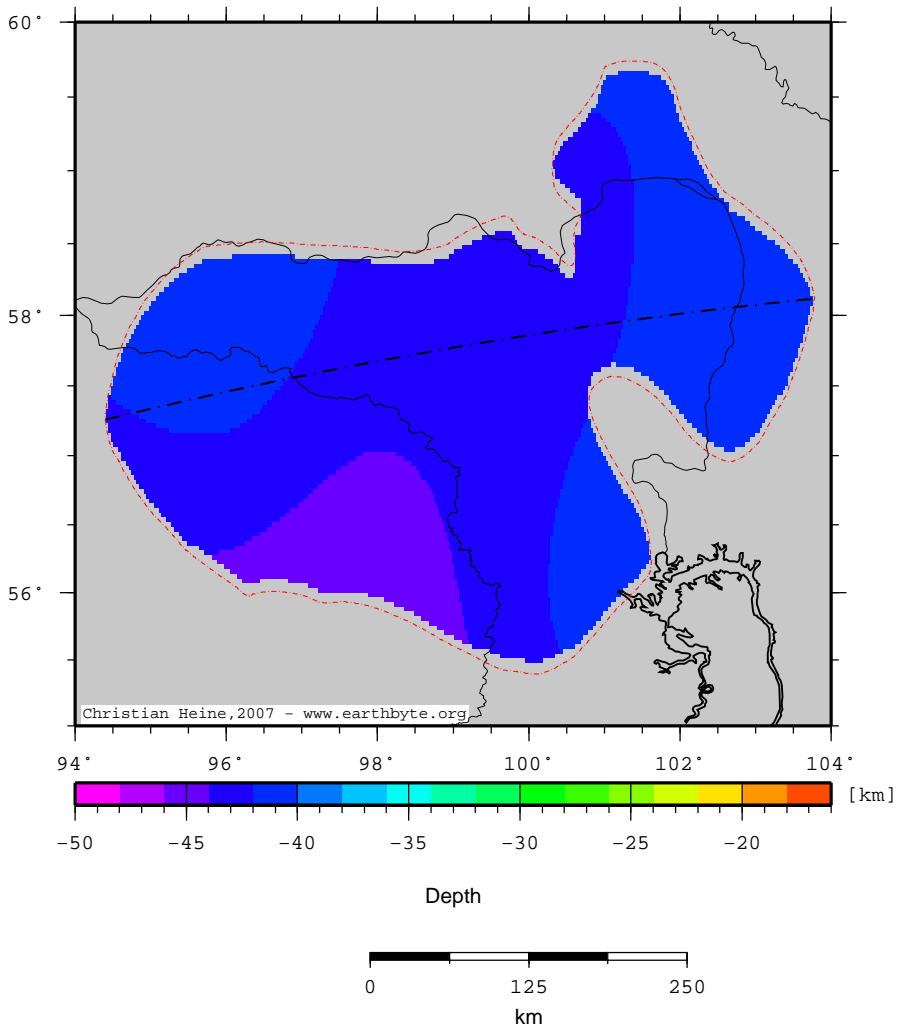 60°
58°
56°
Christian Heine,2007 - www.earthbyte.org
94° 96° 98° 100° 102° 104°
[km]
−50 −45 −40 −35 −30 −25 −20
Depth
0 125 250
km